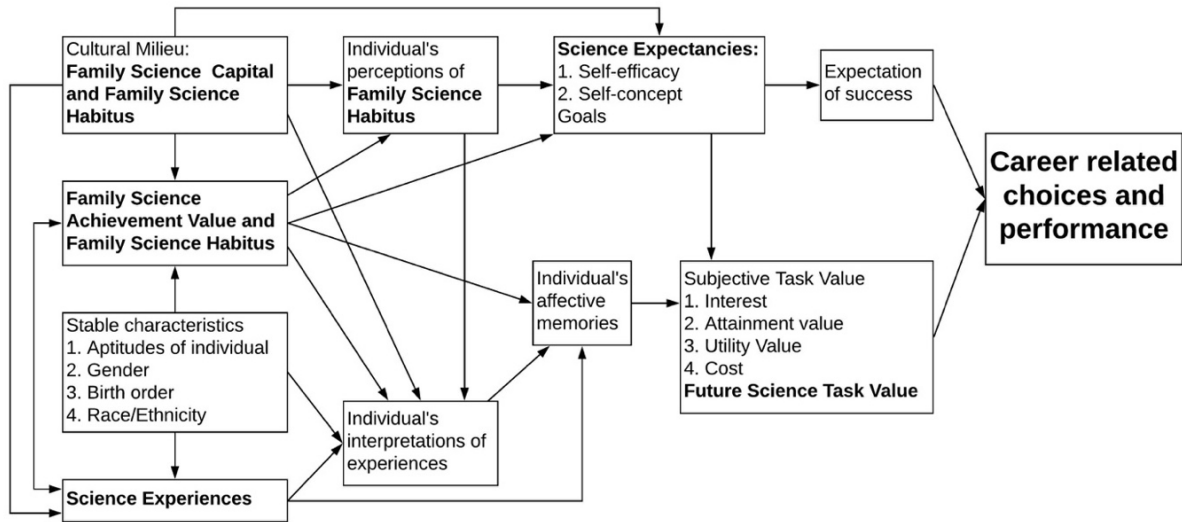 Cultural Milieu:
Family Science Capital
and Family Science
Habitus
Individual's
perceptions of
Family Science
Habitus
Science Expectancies:
1. Self-efficacy
2. Self-concept
Goals
Expectation
of success
Career related
choices and
performance
Family Science
Achievement Value and
Family Science Habitus
Individual's
affective
memories
Subjective Task Value
1. Interest
2. Attainment value
3. Utility Value
4. Cost
Future Science Task Value
Stable characteristics
1. Aptitudes of individual
2. Gender
3. Birth order
4. Race/Ethnicity
Individual's
interpretations of
experiences
Science Experiences